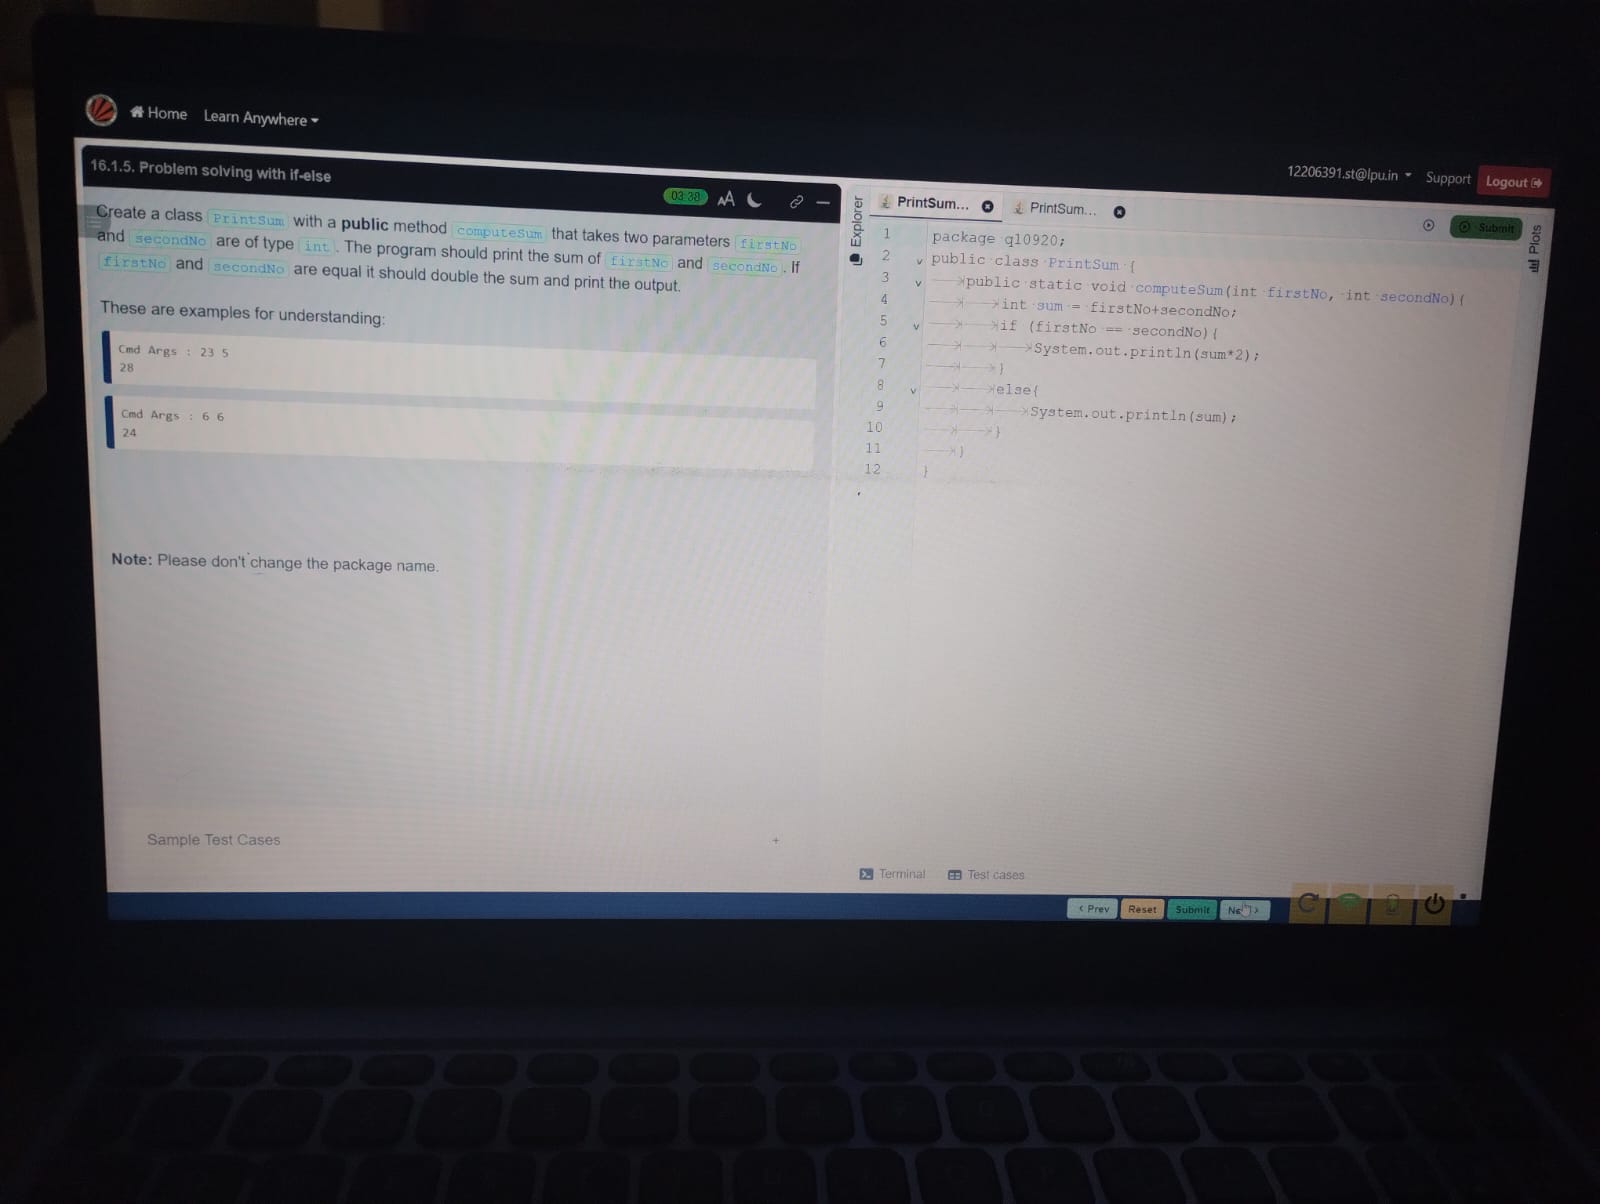 Home Learn Anywhere
12206391.st@lpu.in Support Logout
16.1.5. Problem solving with if-else
03:38 AA
Create a class PrintSum with a public method computeSum that takes two parameters firstNo
and secondNo are of type int. The program should print the sum of firstNo and secondNo. If
firstNo and secondNo are equal it should double the sum and print the output.
These are examples for understanding:
Cmd Args : 23 5
28
Cmd Args : 6 6
24
Note: Please don't change the package name.
Sample Test Cases +
Explorer
PrintSum... PrintSum...
Submit
Plots
1 package q10920;
2 public class PrintSum {
3 public static void computeSum(int firstNo, int secondNo){
4 int sum = firstNo+secondNo;
5 if (firstNo == secondNo){
6 System.out.println(sum*2);
7 }
8 else{
9 System.out.println(sum);
10 }
11 }
12 }
Terminal Test cases
< Prev Reset Submit